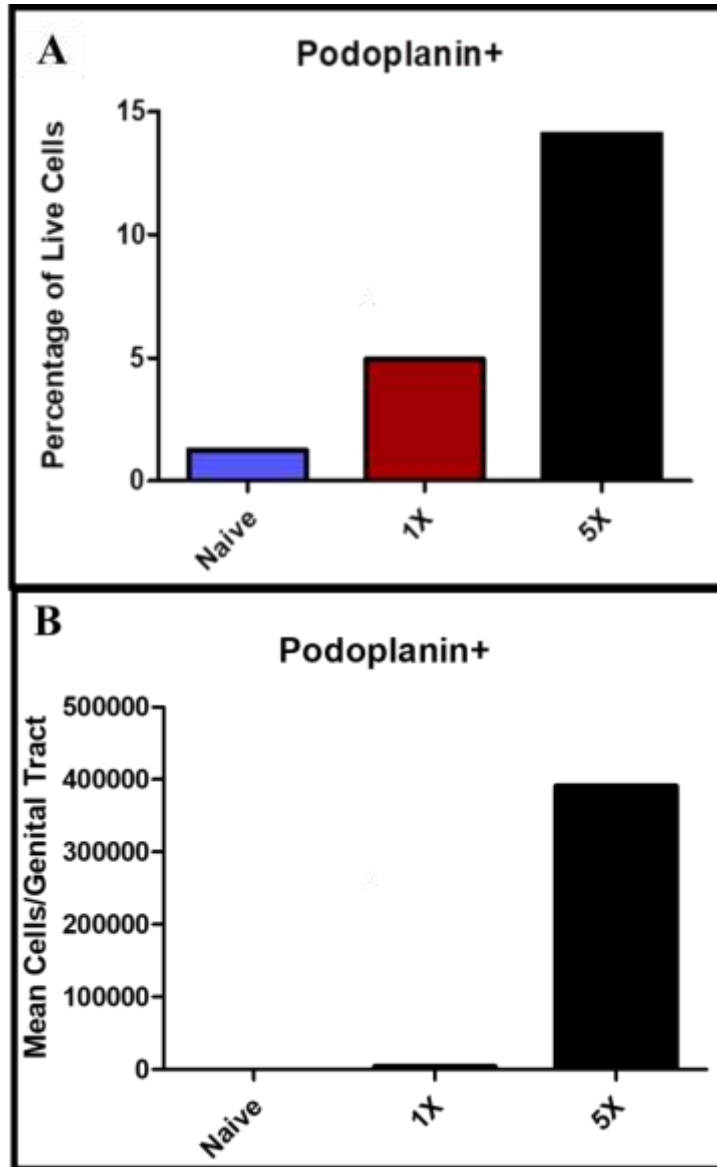 A
Podoplanin+
Percentage of Live Cells
15
10
5
0
Naive
1X
5X
B
Podoplanin+
Mean Cells/Genital Tract
500000
400000
300000
200000
100000
0
Naive
1X
5X